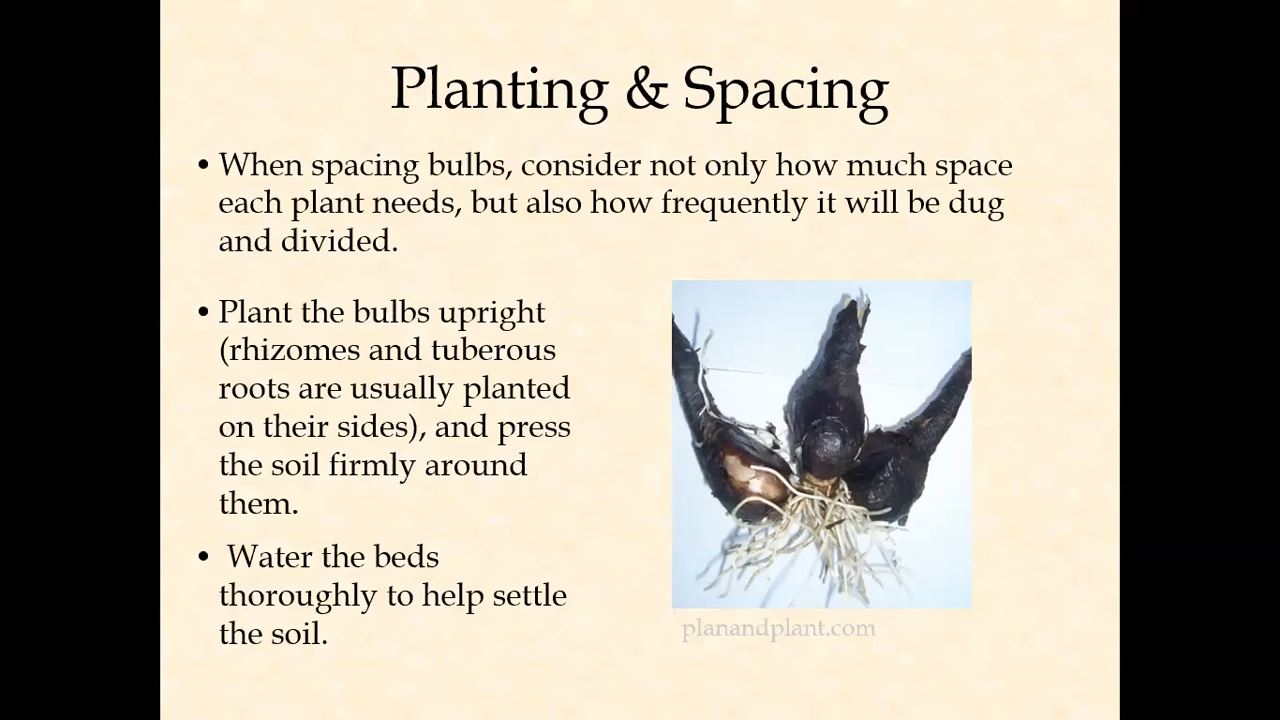 Planting & Spacing
• When spacing bulbs, consider not only how much space
each plant needs, but also how frequently it will be dug
and divided.
• Plant the bulbs upright
(rhizomes and tuberous
roots are usually planted
on their sides), and press
the soil firmly around
them.
• Water the beds
thoroughly to help settle
the soil.
planandplant.com